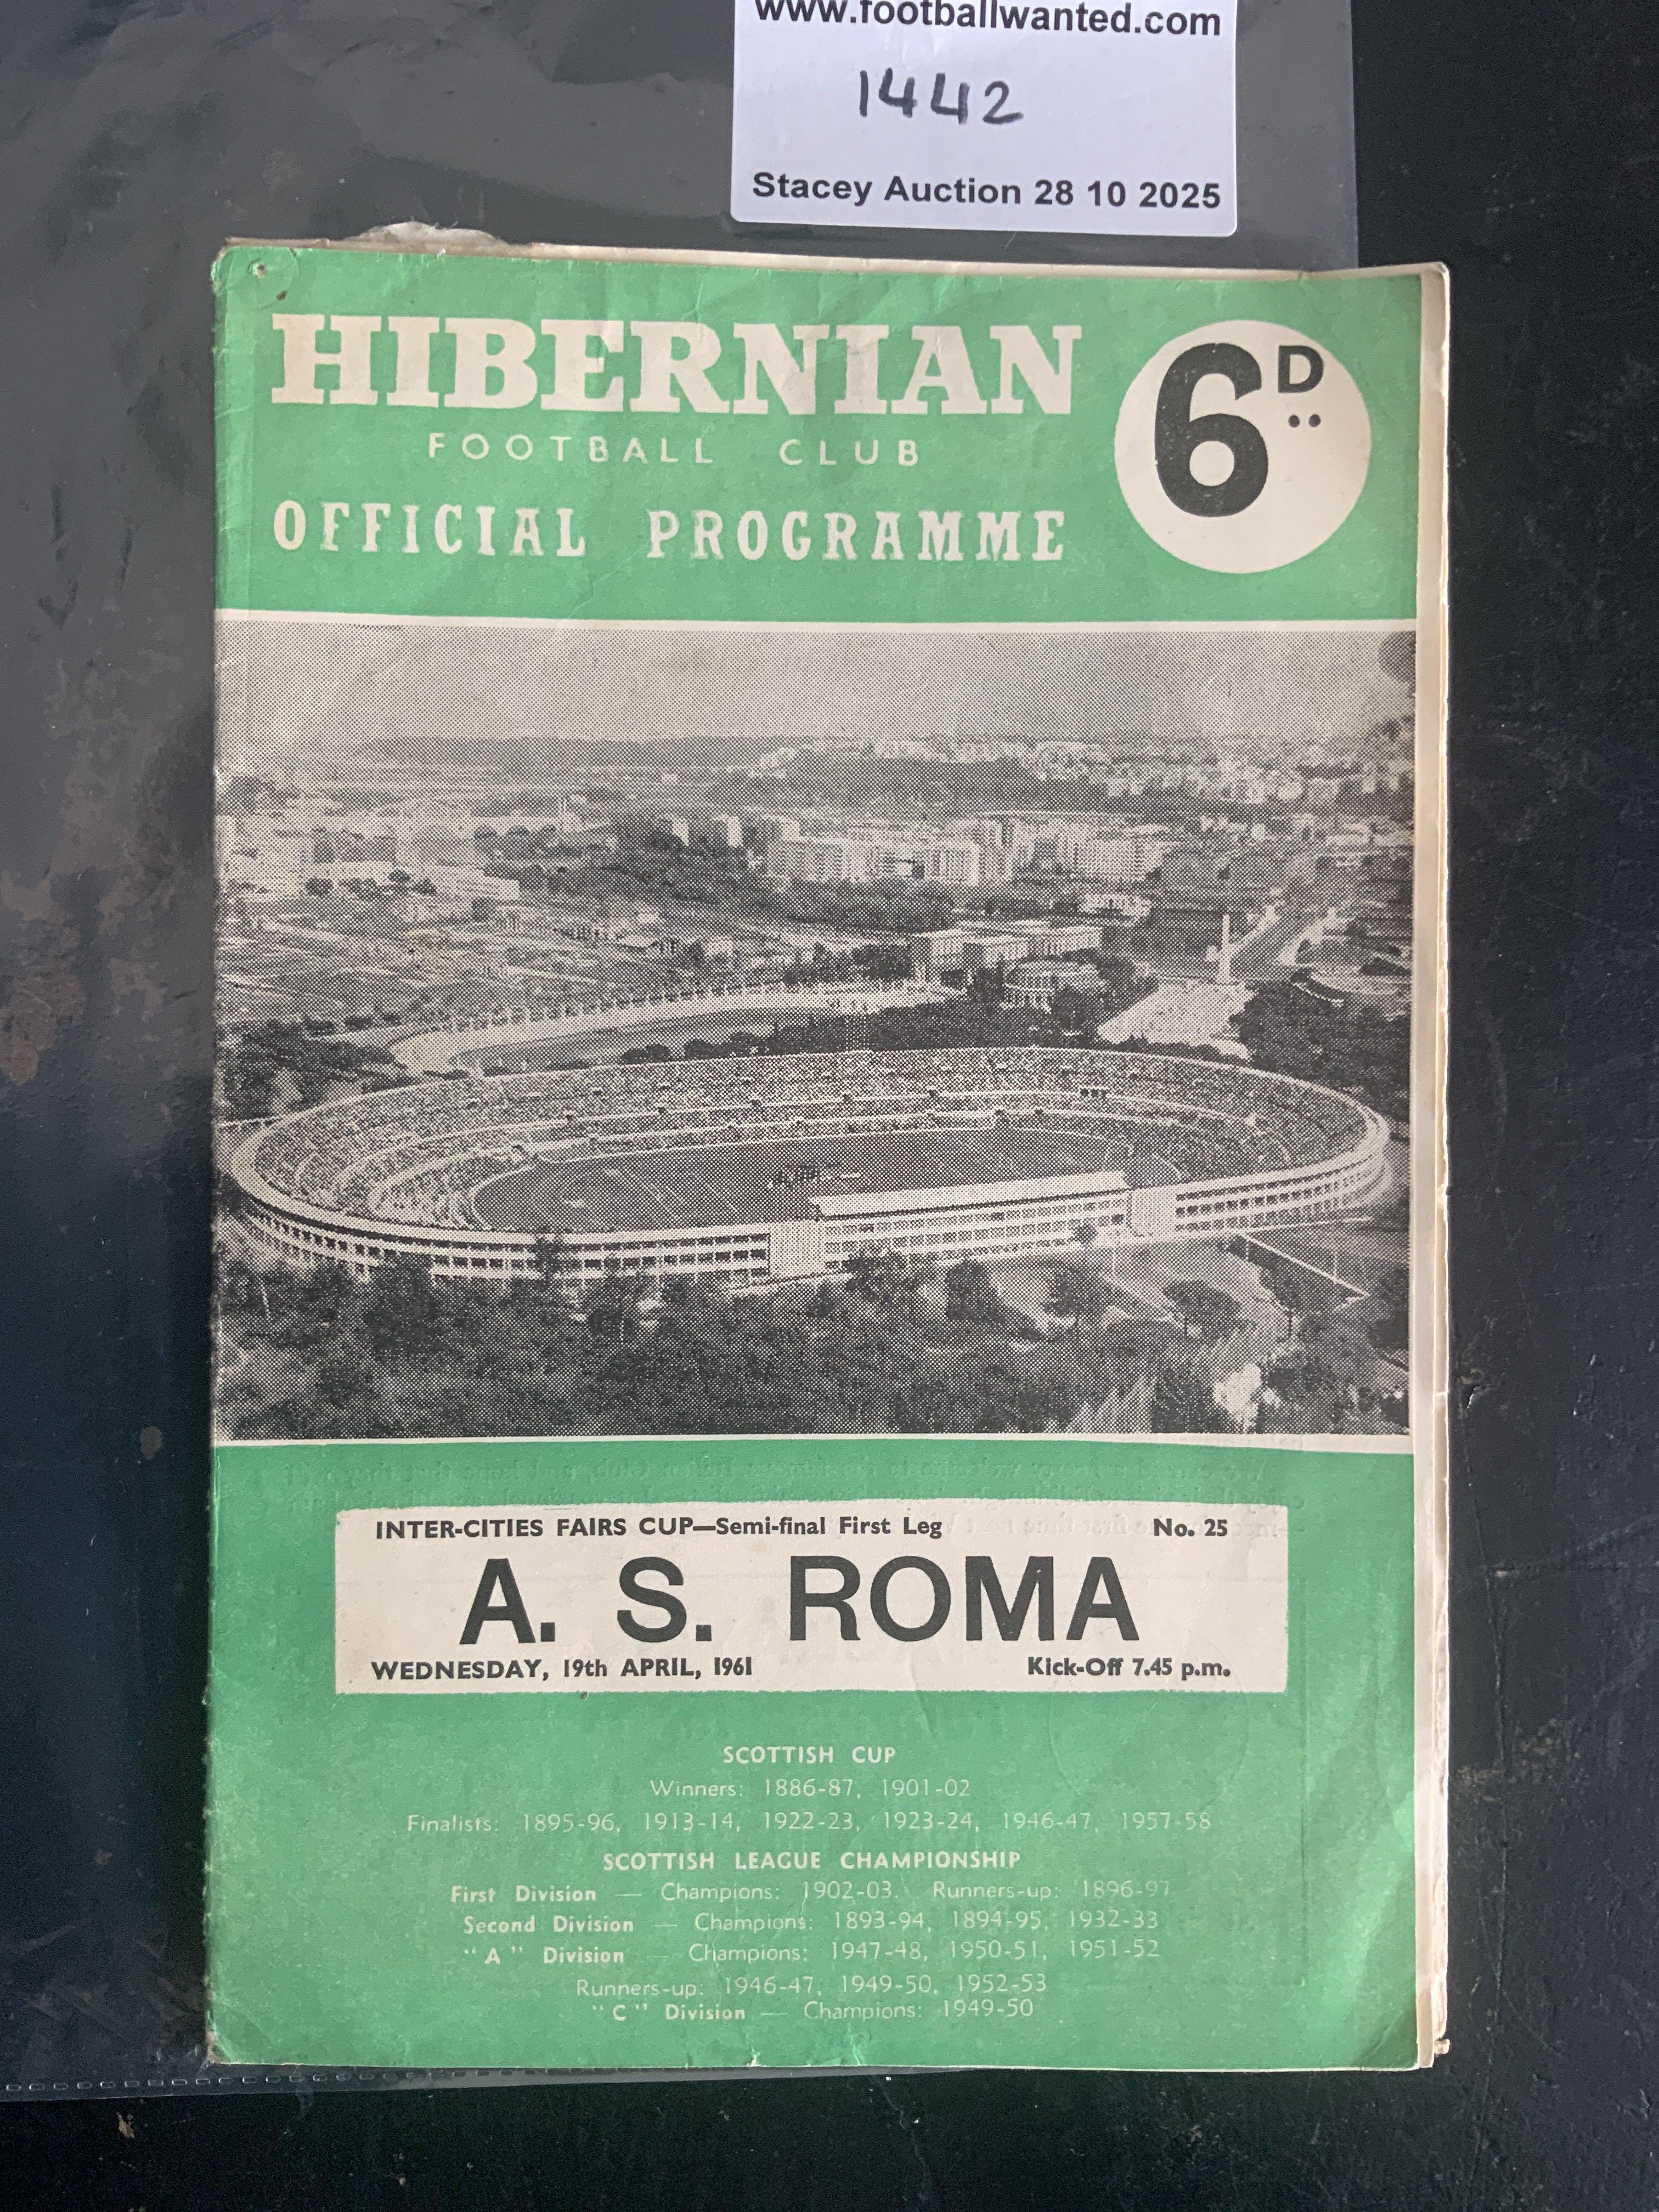 www.footballwanted.com
1442
Stacey Auction 28 10 2025
HIBERNIAN
FOOTBALL CLUB
OFFICIAL PROGRAMME
6D
INTER-CITIES FAIRS CUP—Semi-final First Leg No. 25
A. S. ROMA
WEDNESDAY, 19th APRIL, 1961 Kick-Off 7.45 p.m.
SCOTTISH CUP
Winners: 1886-87, 1901-02
Finalists: 1895-96, 1913-14, 1922-23, 1923-24, 1946-47, 1957-58
SCOTTISH LEAGUE CHAMPIONSHIP
First Division — Champions: 1902-03. Runners-up: 1896-97
Second Division — Champions: 1893-94, 1894-95, 1932-33
"A" Division — Champions: 1947-48, 1950-51, 1951-52
Runners-up: 1946-47, 1949-50, 1952-53
"C" Division — Champions: 1949-50